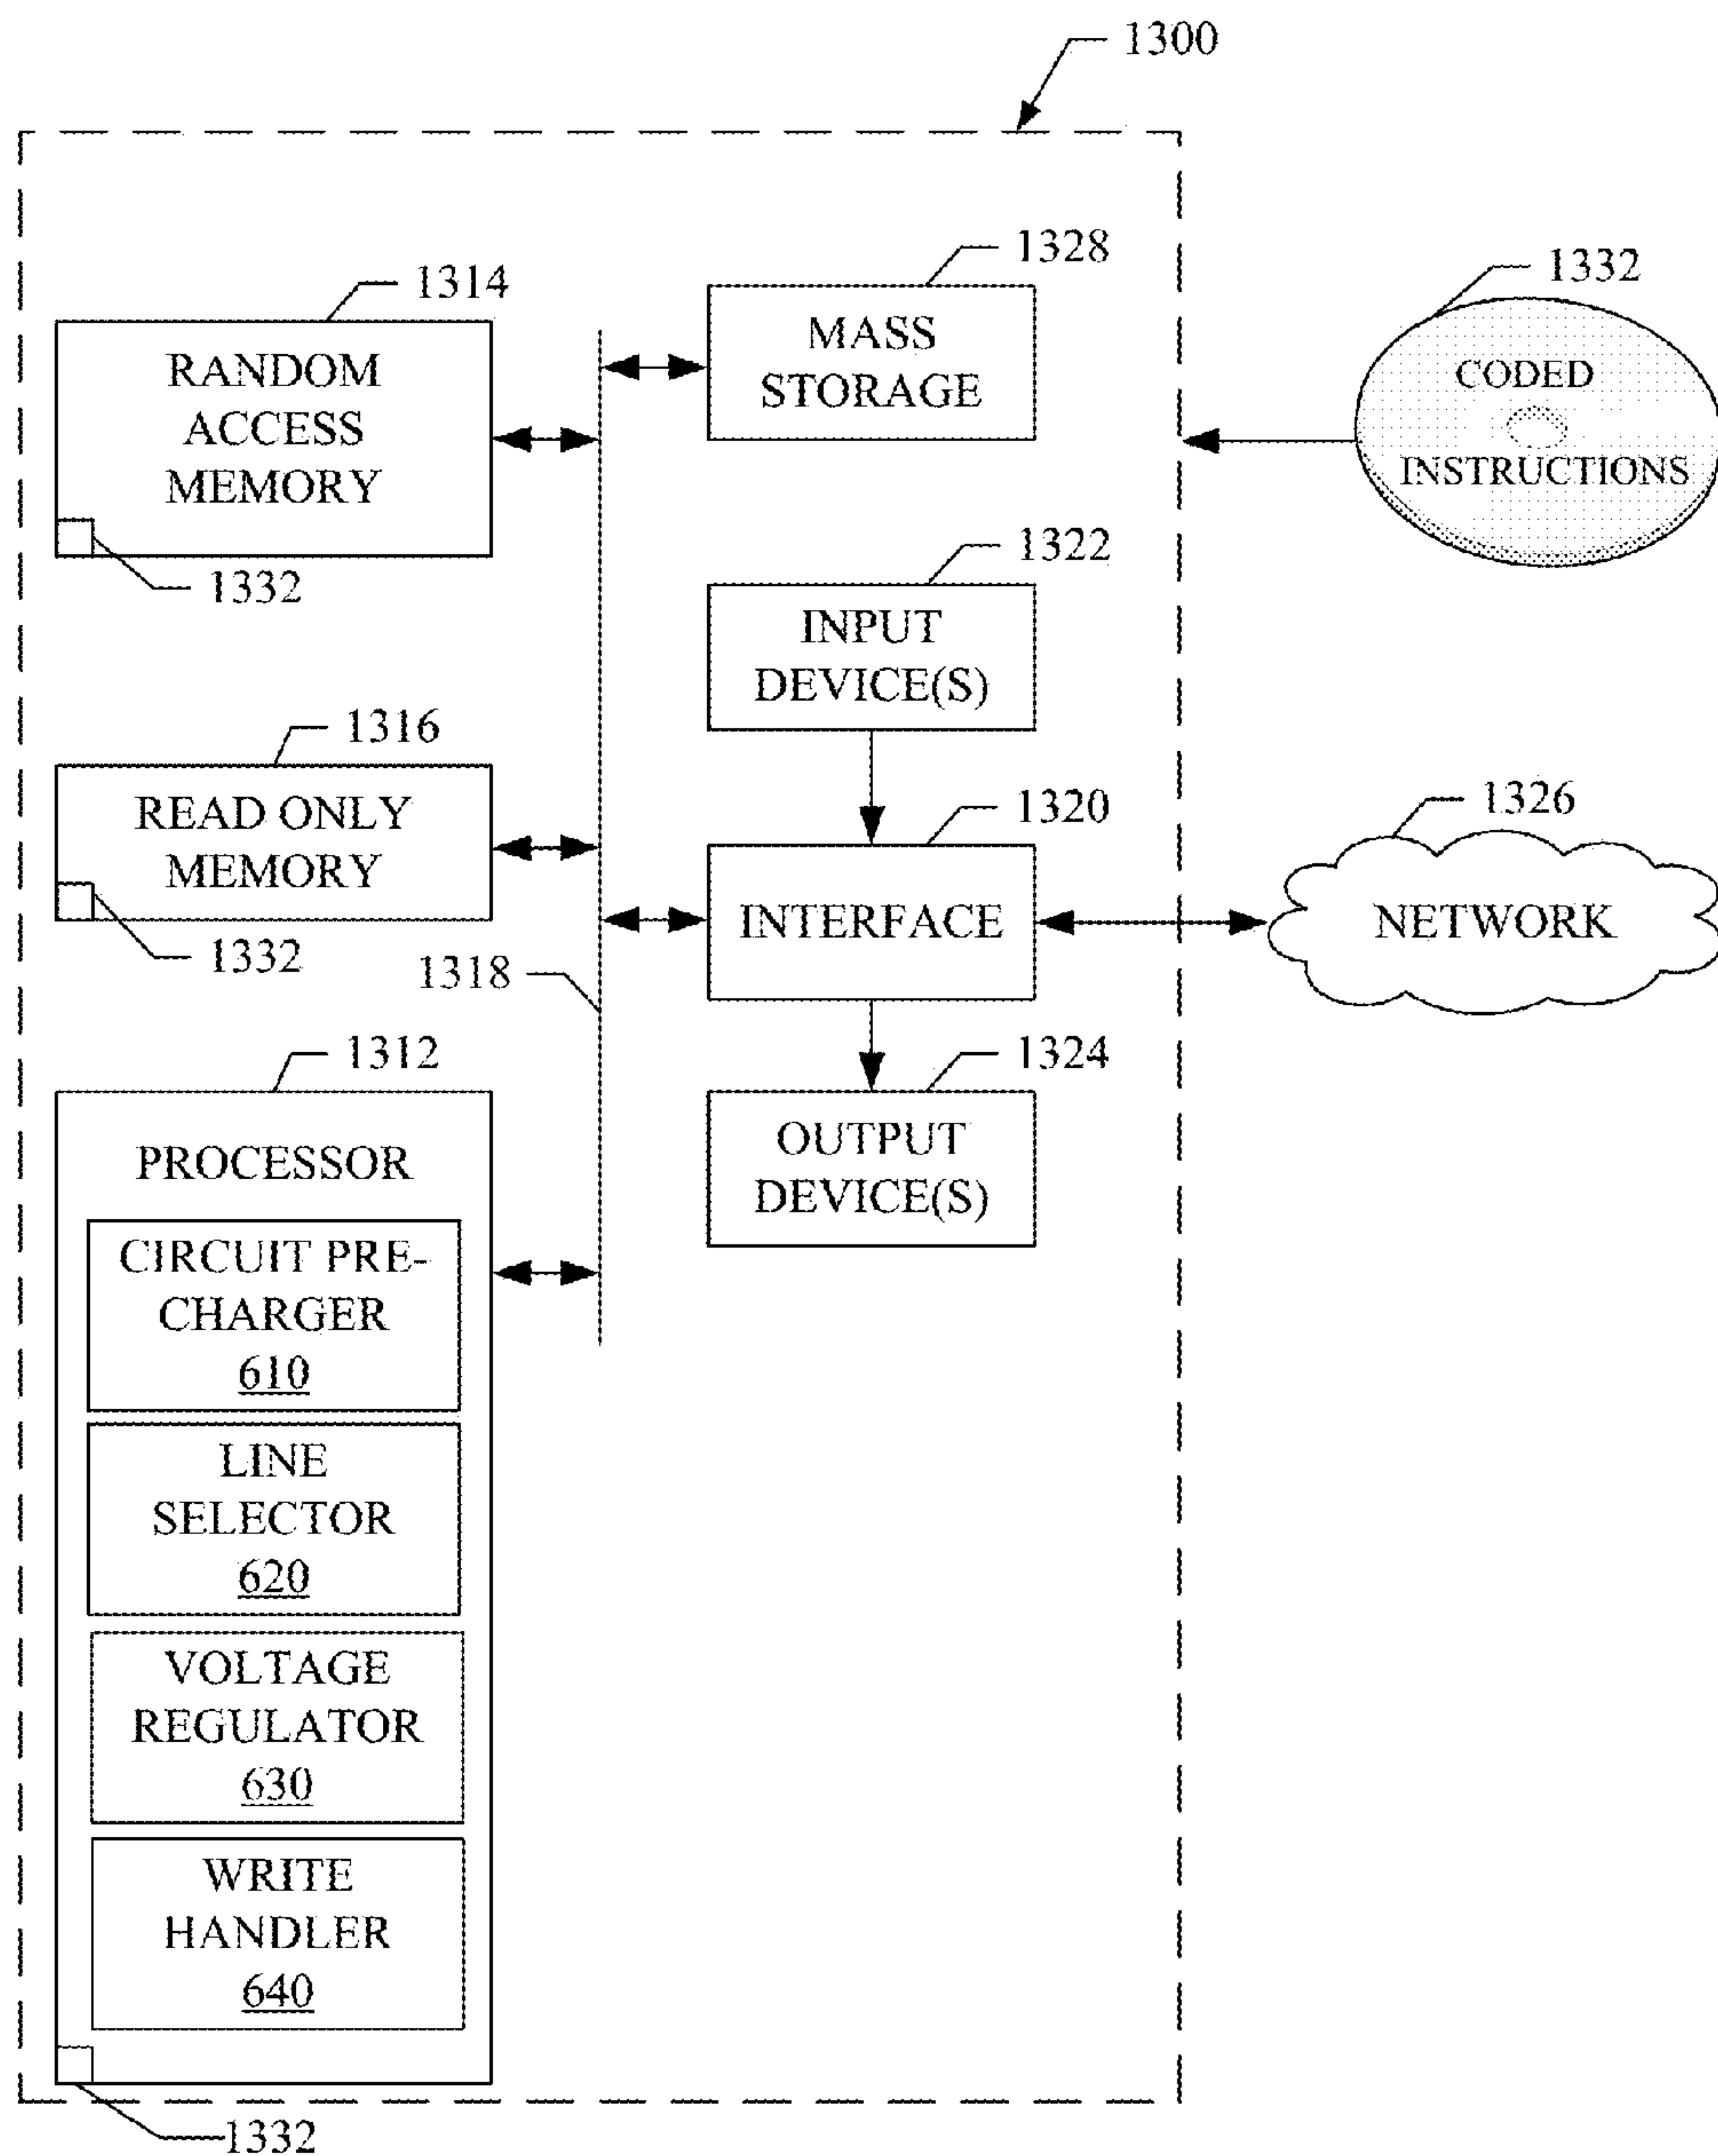 1300
1328
MASS
STORAGE
1332
CODED
INSTRUCTIONS
1314
RANDOM
ACCESS
MEMORY
1332
1322
INPUT
DEVICE(S)
1316
READ ONLY
MEMORY
1332
1320
INTERFACE
1326
NETWORK
1318
1324
OUTPUT
DEVICE(S)
1312
PROCESSOR
CIRCUIT PRE-
CHARGER
610
LINE
SELECTOR
620
VOLTAGE
REGULATOR
630
WRITE
HANDLER
640
1332